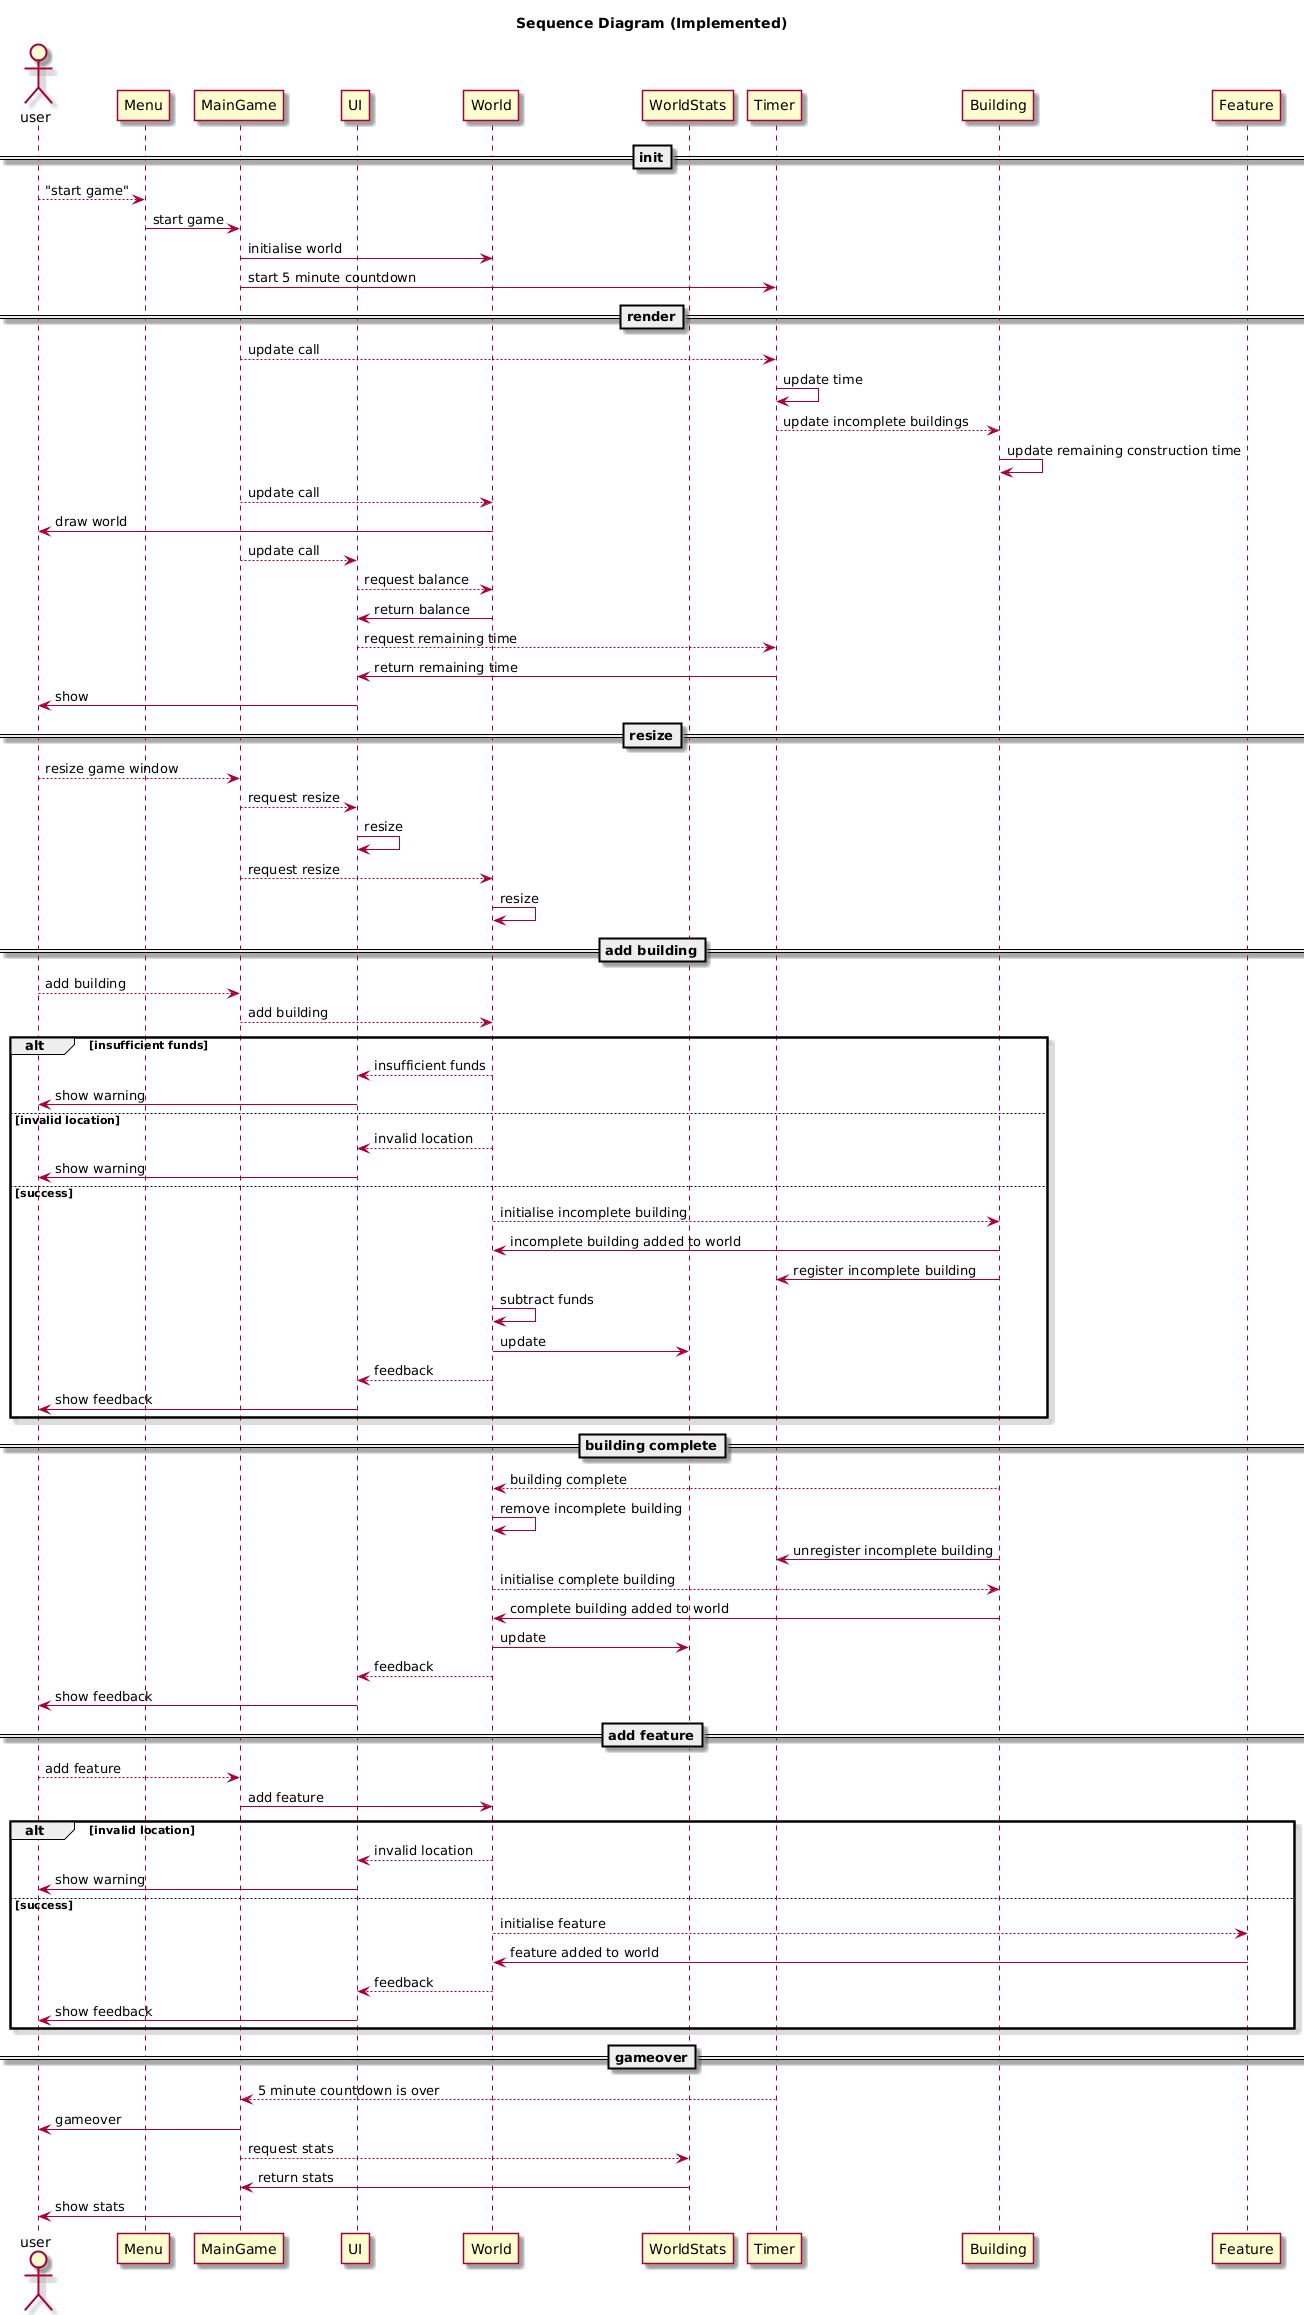 Sequence Diagram (Implemented)
user
Menu MainGame UI World WorldStats Timer Building Feature
init
"start game"
start game
initialise world
start 5 minute countdown
render
update call
update time
update incomplete buildings
update remaining construction time
update call
draw world
update call
request balance
return balance
request remaining time
return remaining time
show
resize
resize game window
request resize
resize
request resize
resize
add building
add building
add building
alt [insufficient funds]
insufficient funds
show warning
[invalid location]
invalid location
show warning
[success]
initialise incomplete building
incomplete building added to world
register incomplete building
subtract funds
update
feedback
show feedback
building complete
building complete
remove incomplete building
unregister incomplete building
initialise complete building
complete building added to world
update
feedback
show feedback
add feature
add feature
add feature
alt [invalid location]
invalid location
show warning
[success]
initialise feature
feature added to world
feedback
show feedback
gameover
5 minute countdown is over
gameover
request stats
return stats
show stats
user
Menu MainGame UI World WorldStats Timer Building Feature